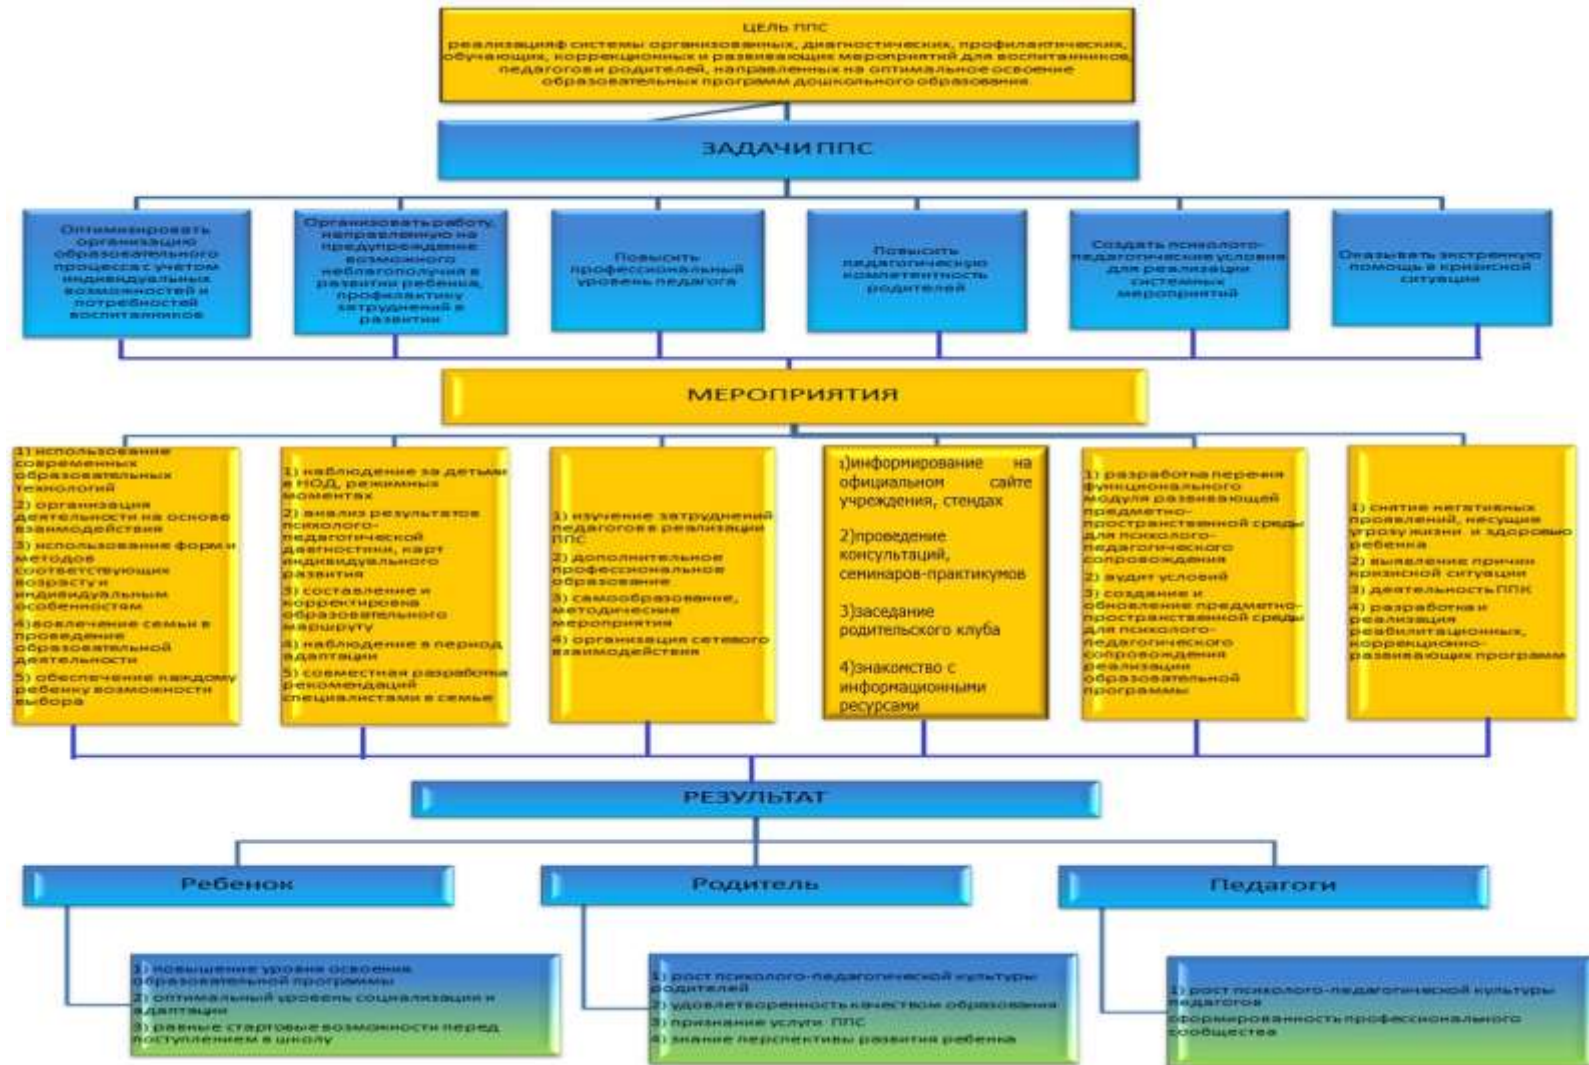 ЦЕЛЬ ППС
реализацияф системы организованных, диагностических, профилактических,
обучающих, коррекционных и развивающих мероприятий для воспитанников,
педагогов и родителей, направленных на оптимальное освоение
образовательных программ дошкольного образования.
ЗАДАЧИ ППС
Оптимизировать
организацию
образовательного
процесса с учетом
индивидуальных
возможностей и
потребностей
воспитанников
Организовать работу,
направленную на
предупреждение
возможного
неблагополучия в
развитии ребенка,
профилактику
затруднений в
развитии
Повысить
профессиональный
уровень педагога
Повысить
педагогическую
компетентность
родителей
Создать психолого-
педагогические условия
для реализации
системных
мероприятий
Оказывать экстренную
помощь в кризисной
ситуации
МЕРОПРИЯТИЯ
1) использование
современных
образовательных
технологий
2) организация
деятельности на основе
взаимодействия
3) использование форм и
методов
соответствующих
возрасту и
индивидуальным
особенностям
4)вовлечение семьи в
проведение
образовательной
деятельности
5) обеспечение каждому
ребенку возможности
выбора
1) наблюдение за детьми
в НОД, режимных
моментах
2) анализ результатов
психолого-
педагогической
дагностики, карт
индивидуального
развития
3) составление и
корректировка
образовательного
маршруту
4) наблюдение в период
адаптации
5) совместная разработка
рекомендаций
специалистами в семье
1) изучение затруднений
педагогов в реализации
ППС
2) дополнительное
профессиональное
образование
3) самообразование,
методические
мероприятия
4) организация сетевого
взаимодействия
1)информирование на
официальном сайте
учреждения, стендах
2)проведение
консультаций,
семинаров-практикумов
3)заседание
родительского клуба
4)знакомство с
информационными
ресурсами
1) разработка перечня
функционального
модуля развивающей
предметно-
пространственной среды
для психолого-
педагогического
сопровождения
2) аудит условий
3) создание и
обновление предметно-
пространственной среды
для психолого-
педагогического
сопровождения
реализации
образовательной
программы
1) снятие негативных
проявлений, несущих
угрозу жизни и здоровью
ребенка
2) выявление причин
кризисной ситуации
3) деятельность ППК
4) разработка и
реализация
реабилитационных,
коррекционно-
развивающих программ
РЕЗУЛЬТАТ
Ребенок
Родитель
Педагоги
1) повышение уровня освоения
образовательной программы
2) оптимальный уровень социализации и
адаптации
3) равные стартовые возможности перед
поступлением в школу
1) рост психолого-педагогической культуры
родителей
2) удовлетворенность качеством образования
3) признание услуги ППС
4) знание перспективы развития ребенка
1) рост психолого-педагогической культуры
педагогов
сформированность профессионального
сообщества